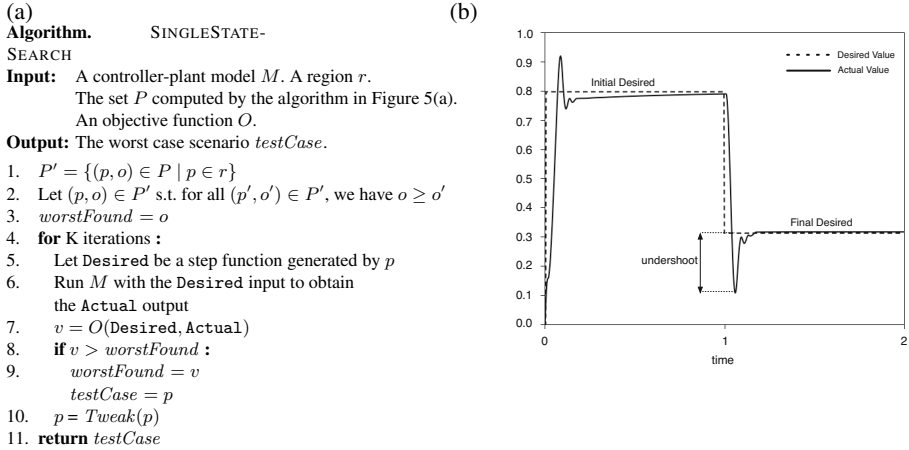 (a)
Algorithm. SINGLESTATE-
SEARCH
Input: A controller-plant model M. A region r.
The set P computed by the algorithm in Figure 5(a).
An objective function O.
Output: The worst case scenario testCase.
1. P′ = {(p, o) ∈ P | p ∈ r}
2. Let (p, o) ∈ P′ s.t. for all (p′, o′) ∈ P′, we have o ≥ o′
3. worstFound = o
4. for K iterations :
5. Let Desired be a step function generated by p
6. Run M with the Desired input to obtain
the Actual output
7. v = O(Desired, Actual)
8. if v > worstFound :
9. worstFound = v
testCase = p
10. p = Tweak(p)
11. return testCase
(b)
1.0
0.9
0.8
0.7
0.6
0.5
0.4
0.3
0.2
0.1
0.0
Desired Value
Actual Value
Initial Desired
Final Desired
undershoot
0
1
2
time